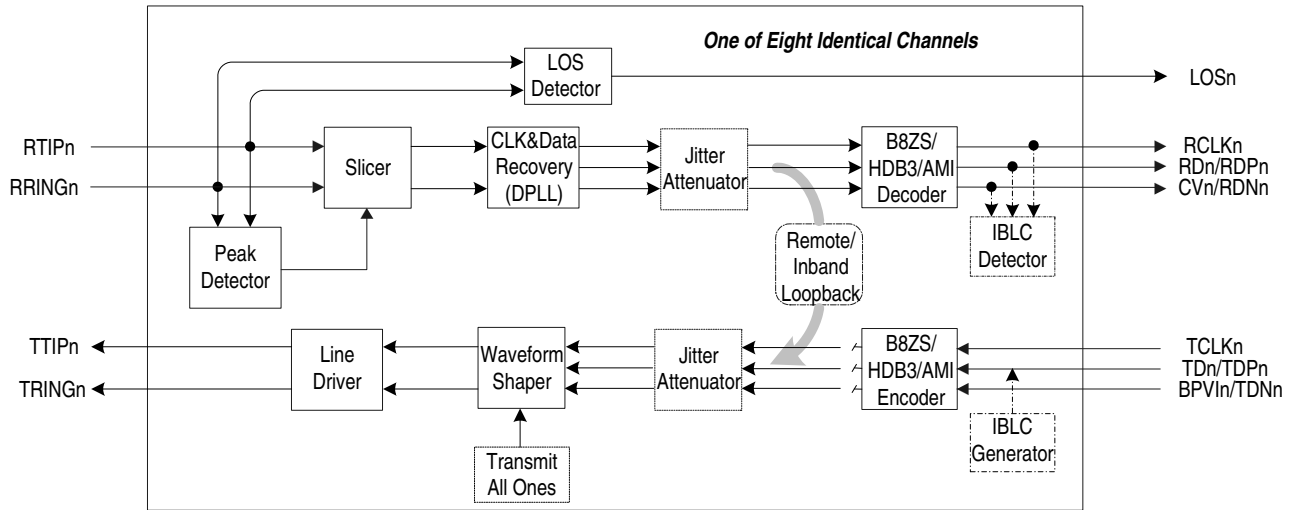 One of Eight Identical Channels
LOS
Detector
LOSn
RTIPn
RRINGn
Slicer
CLK&Data
Recovery
(DPLL)
Jitter
Attenuator
B8ZS/
HDB3/AMI
Decoder
RCLKn
RDn/RDPn
CVn/RDNn
Peak
Detector
Remote/
Inband
Loopback
IBLC
Detector
TTIPn
TRINGn
Line
Driver
Waveform
Shaper
Jitter
Attenuator
B8ZS/
HDB3/AMI
Encoder
TCLKn
TDn/TDPn
BPVIn/TDNn
Transmit
All Ones
IBLC
Generator